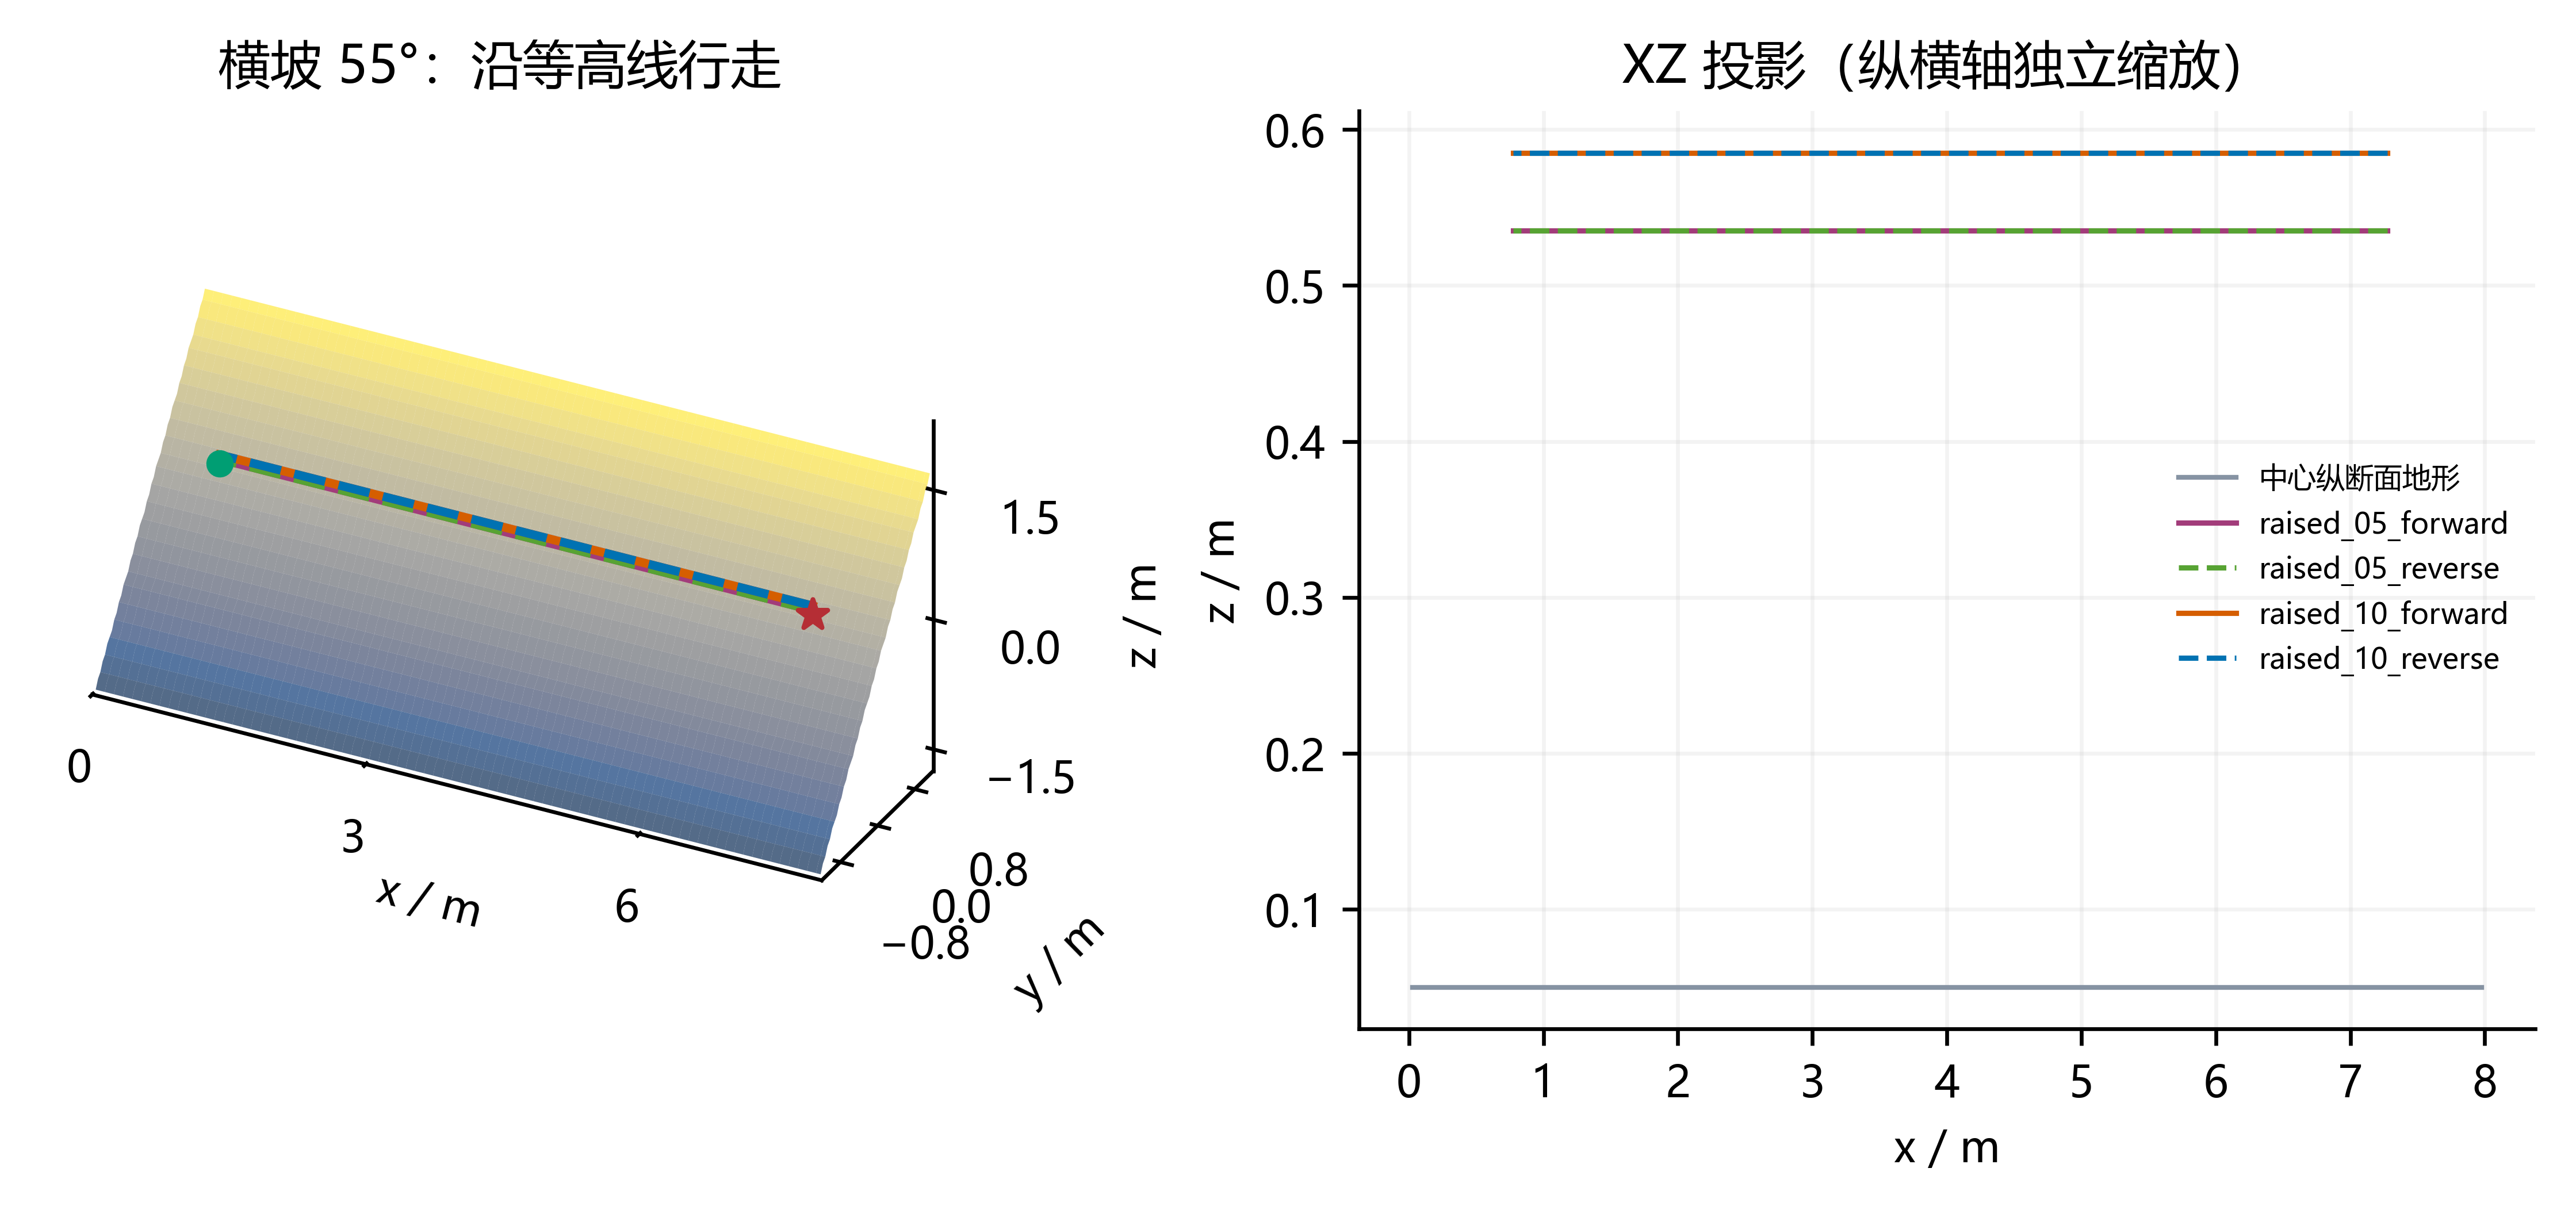 横坡 55°：沿等高线行走
1.5
0.0
−1.5
z / m
0
3
6
x / m
0.8
0.0
−0.8
y / m
XZ 投影（纵横轴独立缩放）
0.6
0.5
0.4
0.3
0.2
0.1
z / m
中心纵断面地形
raised_05_forward
raised_05_reverse
raised_10_forward
raised_10_reverse
0 1 2 3 4 5 6 7 8
x / m